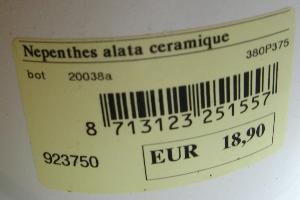 Nepenthes alata ceramique
bot 20038a 380P375
8 713123 251557
923750 EUR 18,90